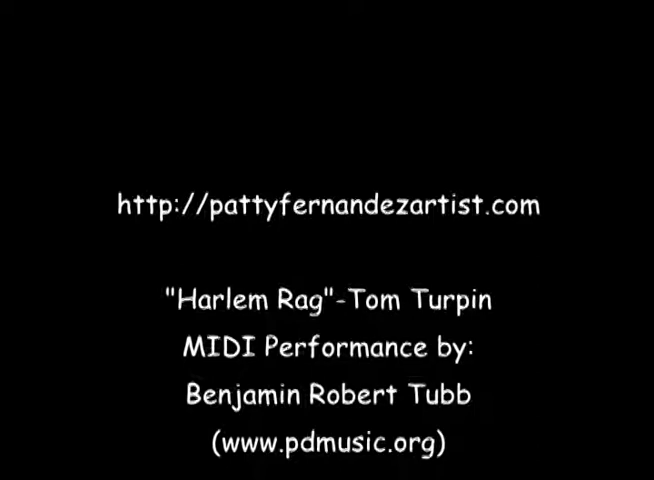 http://pattyfernandezartist.com
"Harlem Rag"-Tom Turpin
MIDI Performance by:
Benjamin Robert Tubb
(www.pdmusic.org)